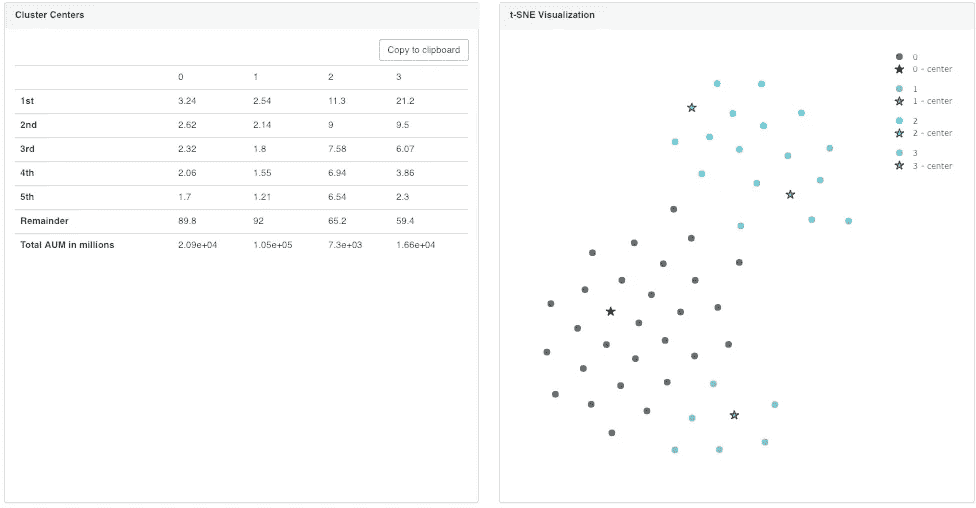 Cluster Centers
Copy to clipboard
0 1 2 3
1st 3.24 2.54 11.3 21.2
2nd 2.62 2.14 9 9.5
3rd 2.32 1.8 7.58 6.07
4th 2.06 1.55 6.94 3.86
5th 1.7 1.21 6.54 2.3
Remainder 89.8 92 65.2 59.4
Total AUM in millions 2.09e+04 1.05e+05 7.3e+03 1.66e+04
t-SNE Visualization
0
0 - center
1
1 - center
2
2 - center
3
3 - center